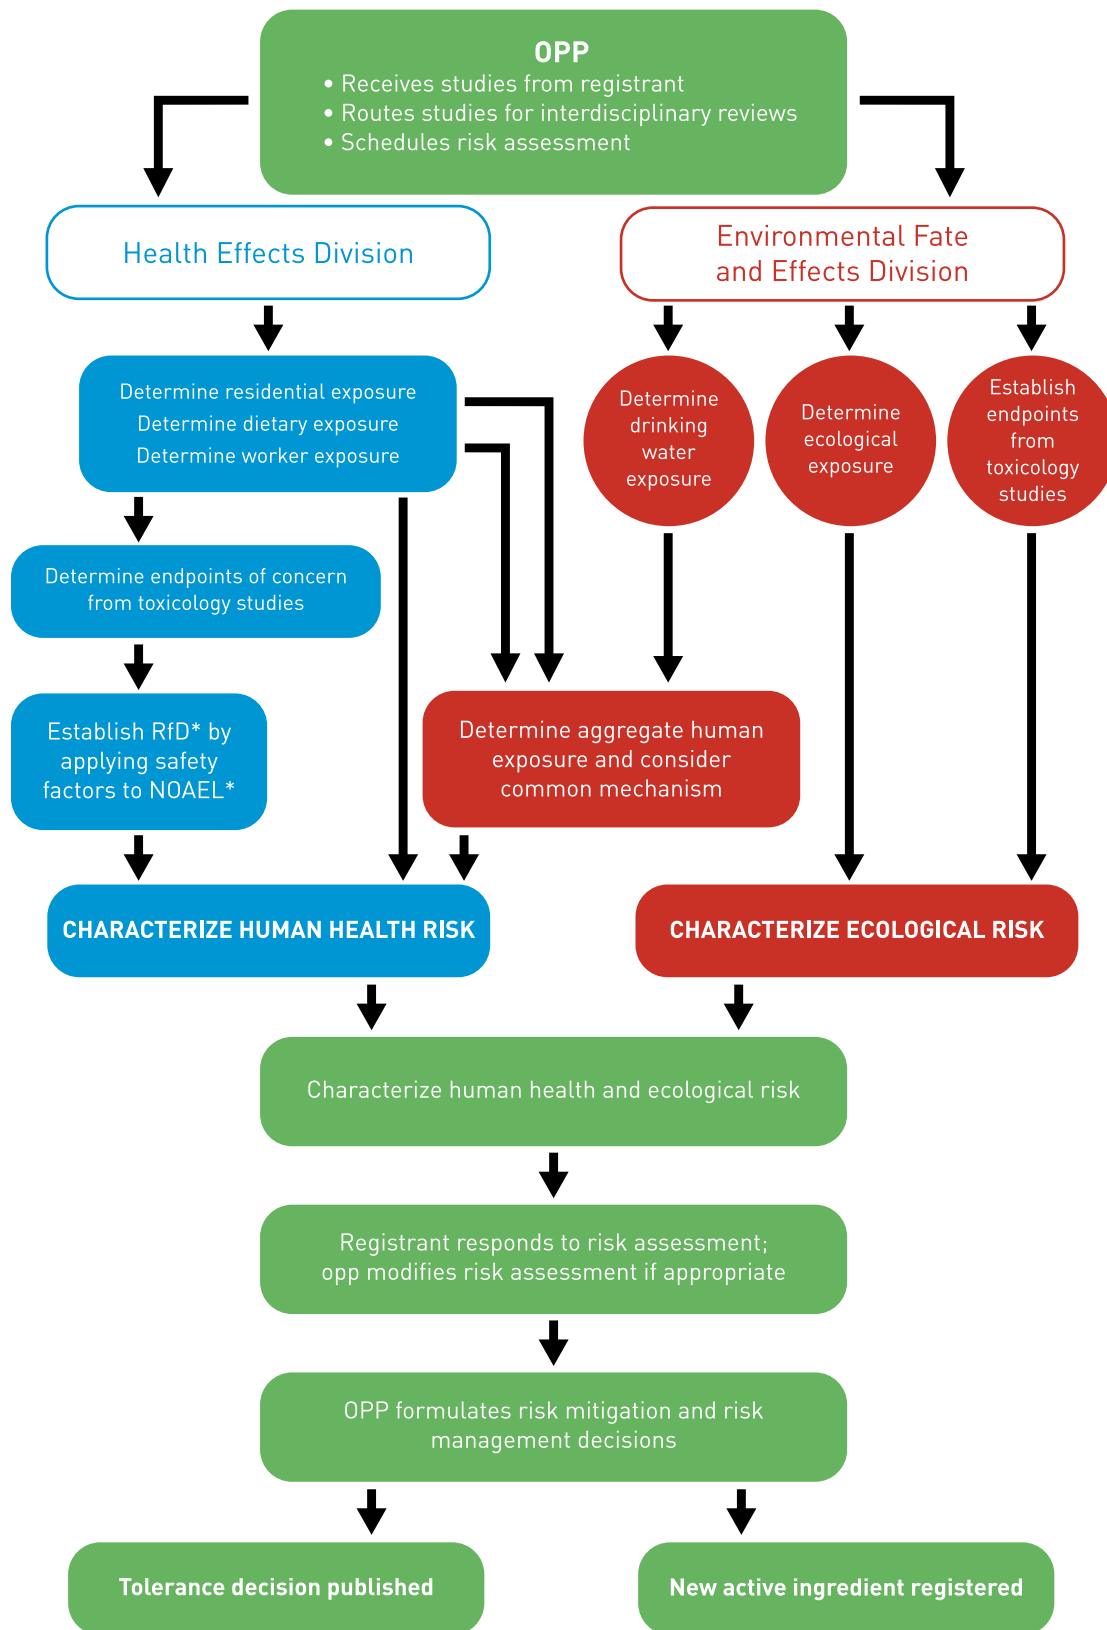 OPP
• Receives studies from registrant
• Routes studies for interdisciplinary reviews
• Schedules risk assessment
Health Effects Division
Environmental Fate
and Effects Division
Determine residential exposure
Determine dietary exposure
Determine worker exposure
Determine
drinking
water
exposure
Determine
ecological
exposure
Establish
endpoints
from
toxicology
studies
Determine endpoints of concern
from toxicology studies
Establish RfD* by
applying safety
factors to NOAEL*
Determine aggregate human
exposure and consider
common mechanism
CHARACTERIZE HUMAN HEALTH RISK
CHARACTERIZE ECOLOGICAL RISK
Characterize human health and ecological risk
Registrant responds to risk assessment;
opp modifies risk assessment if appropriate
OPP formulates risk mitigation and risk
management decisions
Tolerance decision published
New active ingredient registered